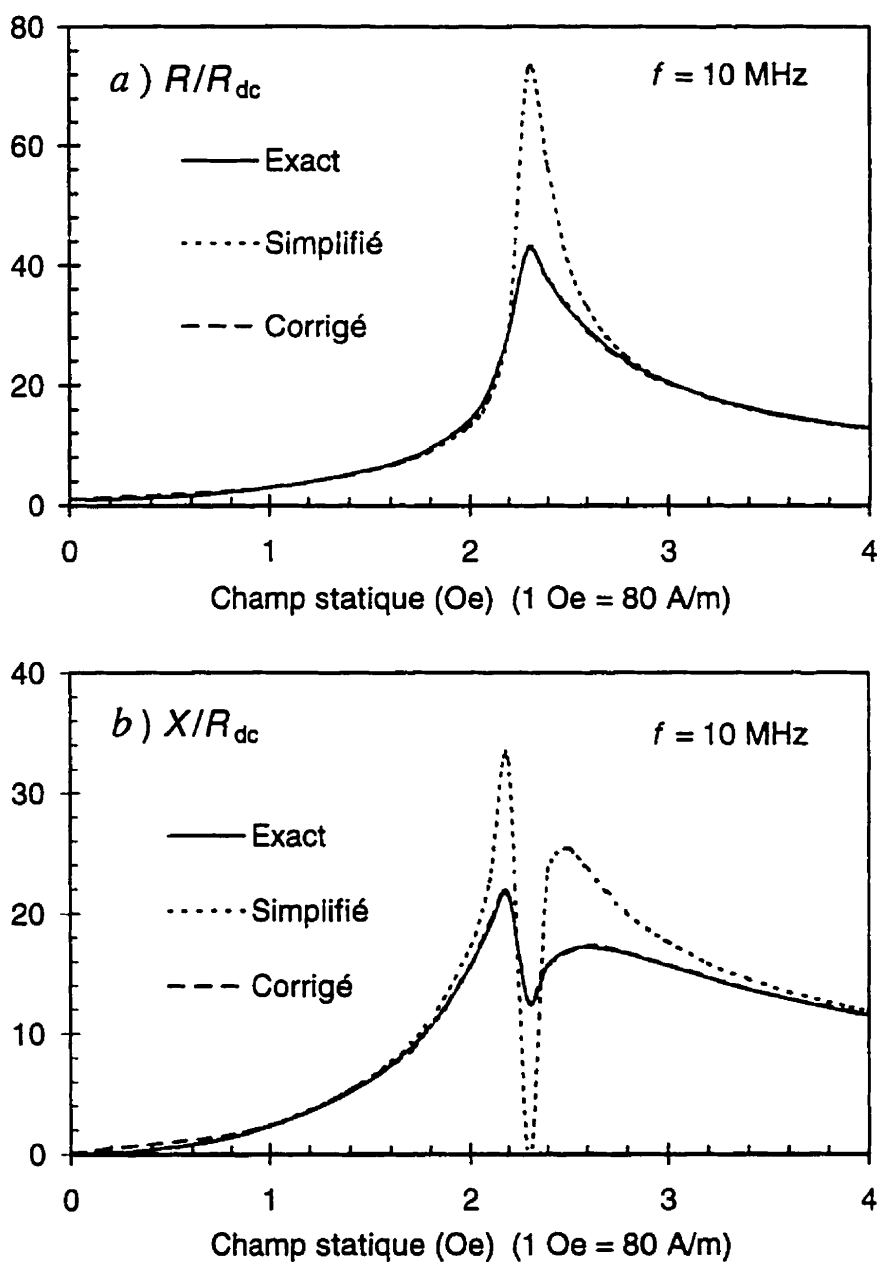 80
60
40
20
0
a) R/Rdc
f = 10 MHz
Exact
Simplifié
Corrigé
0 1 2 3 4
Champ statique (Oe) (1 Oe = 80 A/m)
40
30
20
10
0
b) X/Rdc
f = 10 MHz
Exact
Simplifié
Corrigé
0 1 2 3 4
Champ statique (Oe) (1 Oe = 80 A/m)